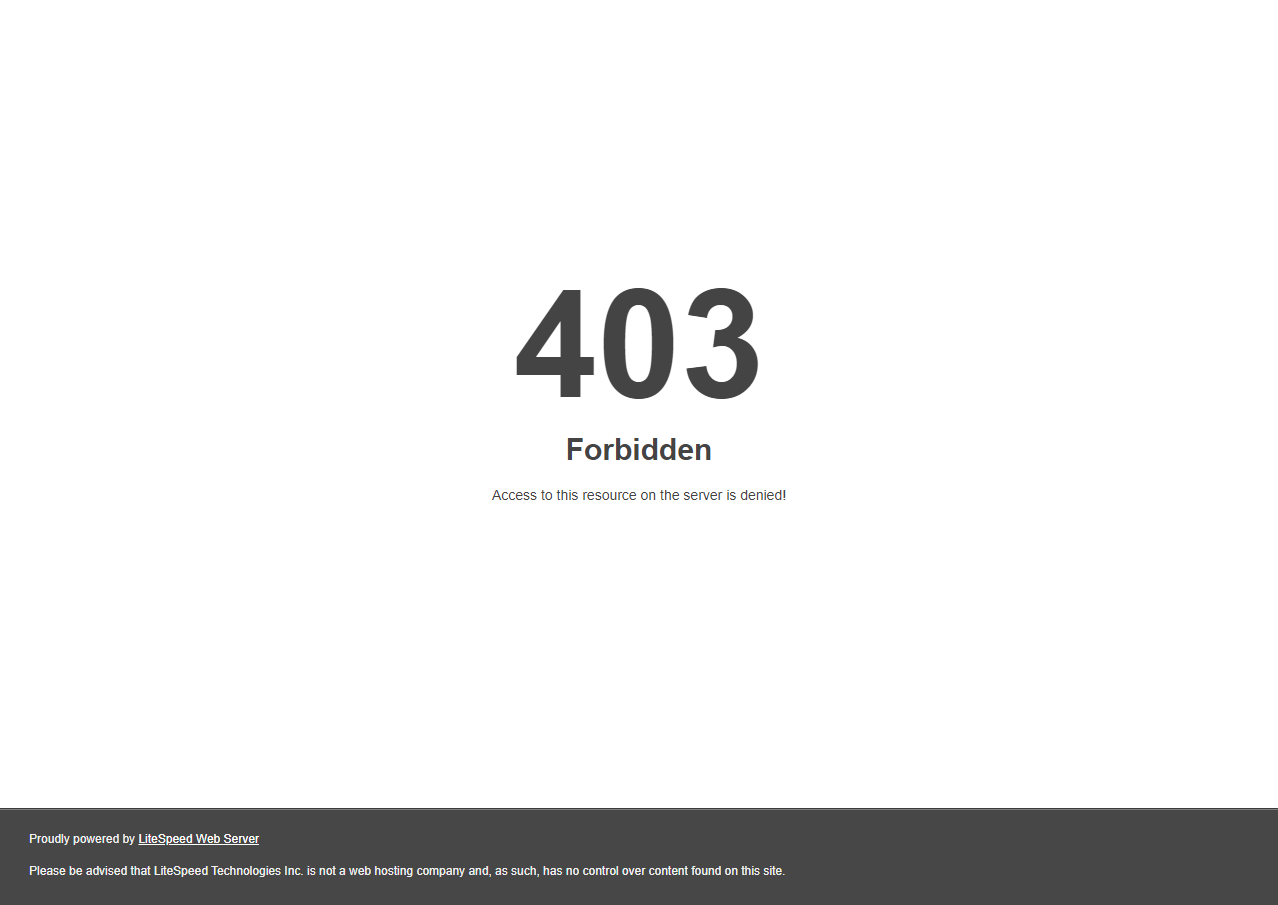 403
Forbidden
Access to this resource on the server is denied!
Proudly powered by LiteSpeed Web Server
Please be advised that LiteSpeed Technologies Inc. is not a web hosting company and, as such, has no control over content found on this site.